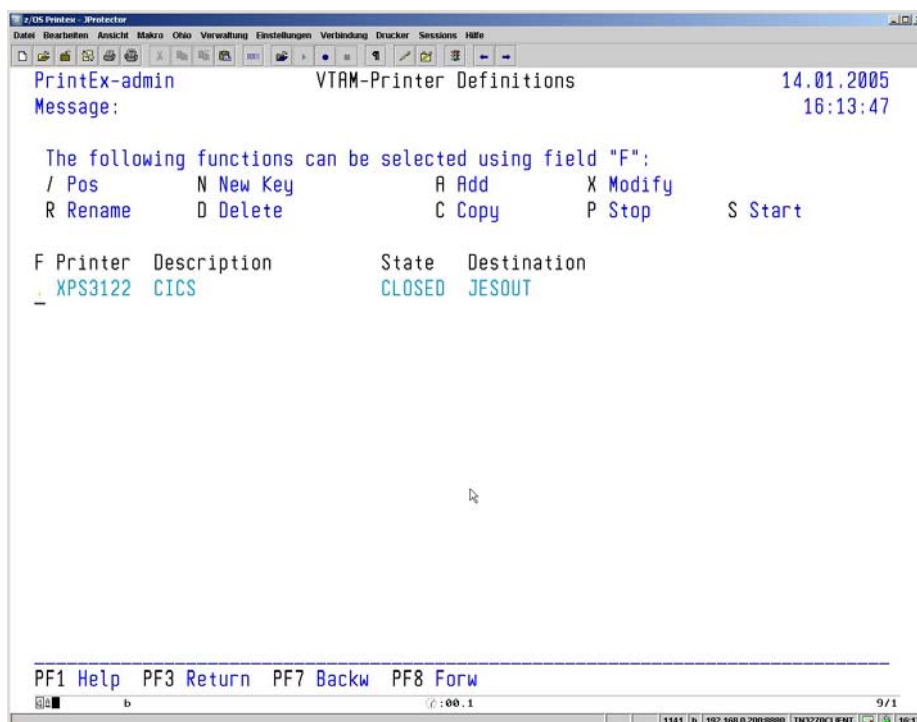 z/OS Printex - JProtector
Datei Bearbeiten Ansicht Makro Ohio Verwaltung Einstellungen Verbindung Drucker Sessions Hilfe
PrintEx-admin VTAM-Printer Definitions 14.01.2005
Message: 16:13:47
The following functions can be selected using field "F":
/ Pos N New Key A Add X Modify
R Rename D Delete C Copy P Stop S Start
F Printer Description State Destination
. XPS3122 CICS CLOSED JESOUT
PF1 Help PF3 Return PF7 Backw PF8 Forw
b :00.1 9/1
1141 b 192.168.0.200:8888 TN3270CLIENT